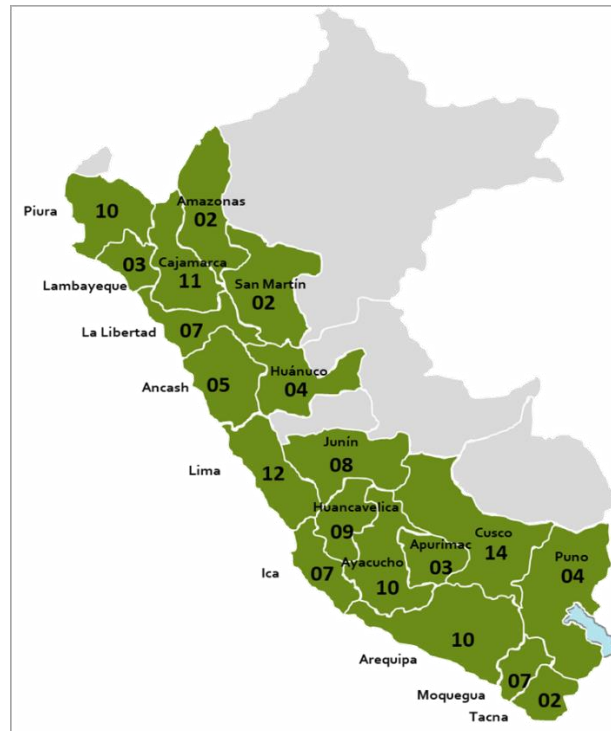 Amazonas
02
Piura
10
03
Lambayeque
Cajamarca
11
San Martín
02
La Libertad
07
Ancash
05
Huánuco
04
Lima
12
Junín
08
Huancavelica
09
Ica
07
Ayacucho
10
Apurímac
03
Cusco
14
Puno
04
Arequipa
10
Moquegua
07
Tacna
02